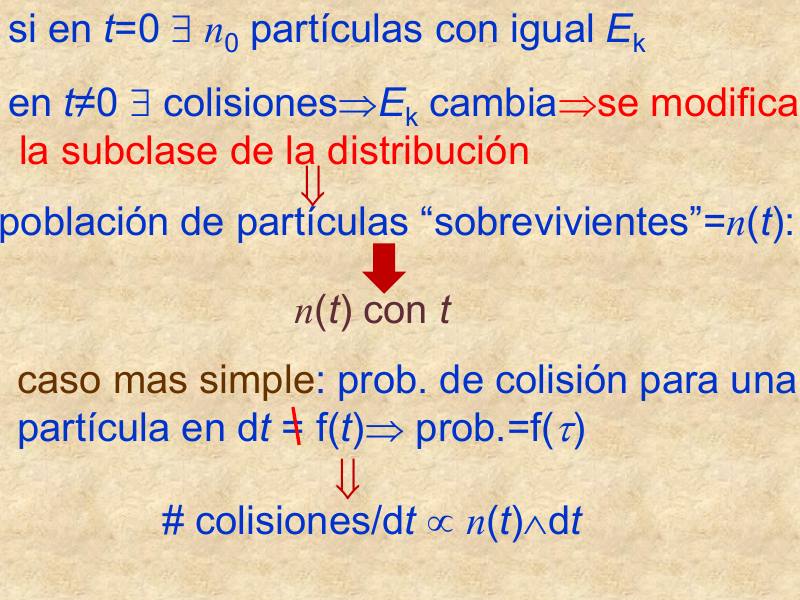 si en t=0 ∃ n₀ partículas con igual Eₖ
en t≠0 ∃ colisiones⇒Eₖ cambia⇒se modifica
la subclase de la distribución
⇓
población de partículas “sobrevivientes”=n(t):
n(t) con t
caso mas simple: prob. de colisión para una
partícula en dt ≠ f(t)⇒ prob.=f(τ)
⇓
# colisiones/dt ∝ n(t)∧dt